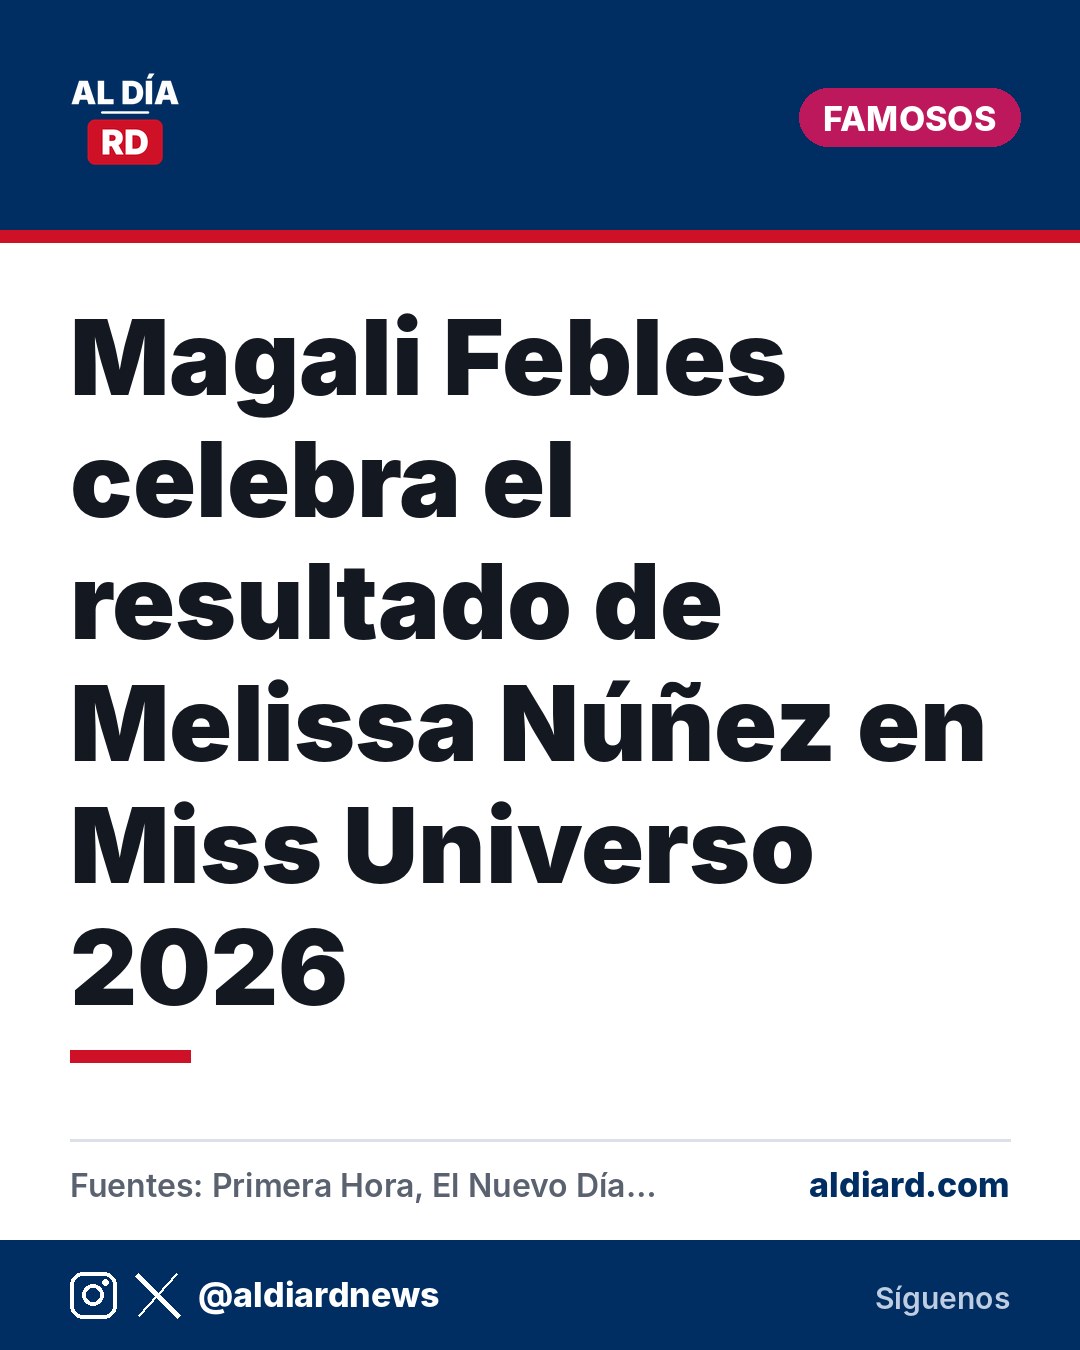 AL DÍA
RD
FAMOSOS
Magali Febles
celebra el
resultado de
Melissa Núñez en
Miss Universo
2026
Fuentes: Primera Hora, El Nuevo Día...
aldiard.com
@aldiardnews
Síguenos